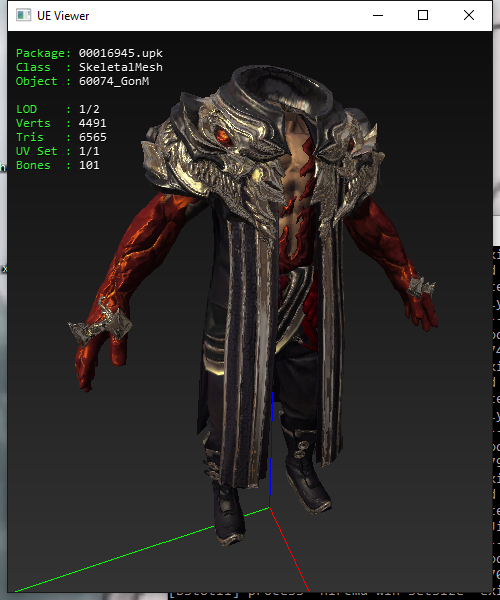 UE Viewer
Package: 00016945.upk
Class : SkeletalMesh
Object : 60074_GonM
LOD : 1/2
Verts : 4491
Tris : 6565
UV Set : 1/1
Bones : 101